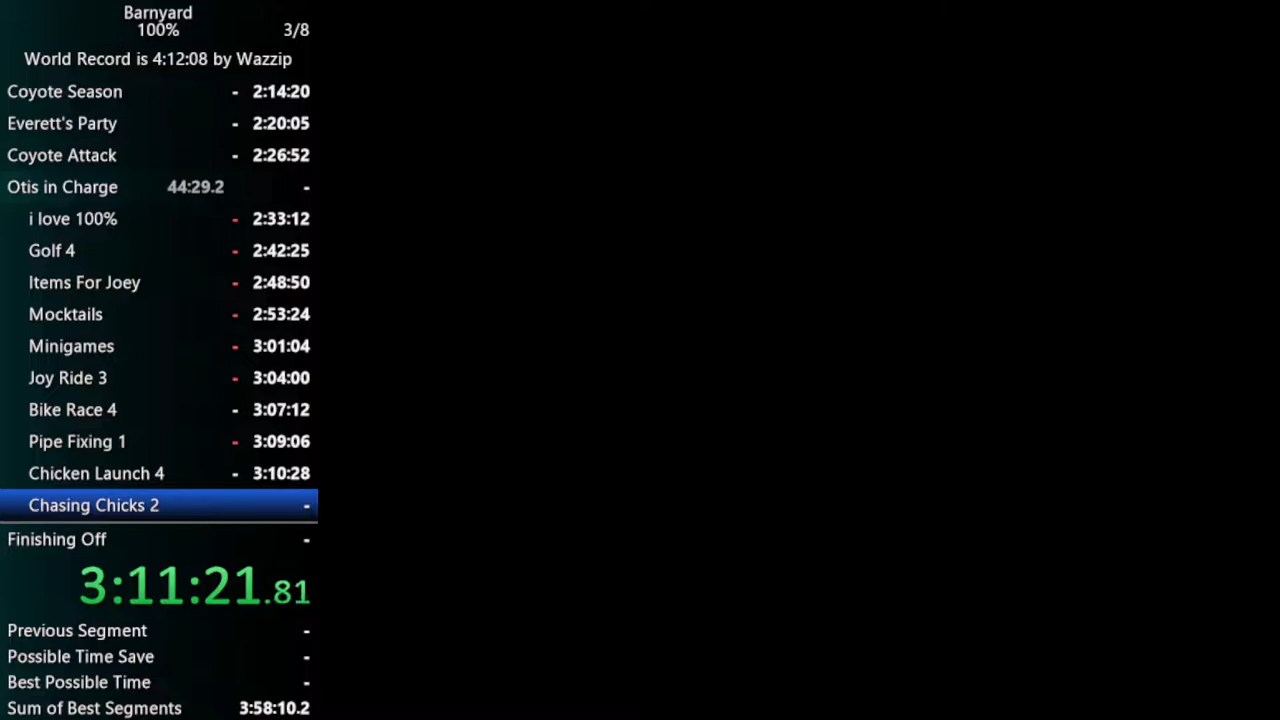 Barnyard
100% 3/8
World Record is 4:12:08 by Wazzip
Coyote Season - 2:14:20
Everett's Party - 2:20:05
Coyote Attack - 2:26:52
Otis in Charge 44:29.2 -
i love 100% - 2:33:12
Golf 4 - 2:42:25
Items For Joey - 2:48:50
Mocktails - 2:53:24
Minigames - 3:01:04
Joy Ride 3 - 3:04:00
Bike Race 4 - 3:07:12
Pipe Fixing 1 - 3:09:06
Chicken Launch 4 - 3:10:28
Chasing Chicks 2 -
Finishing Off -
3:11:21.81
Previous Segment -
Possible Time Save -
Best Possible Time -
Sum of Best Segments 3:58:10.2